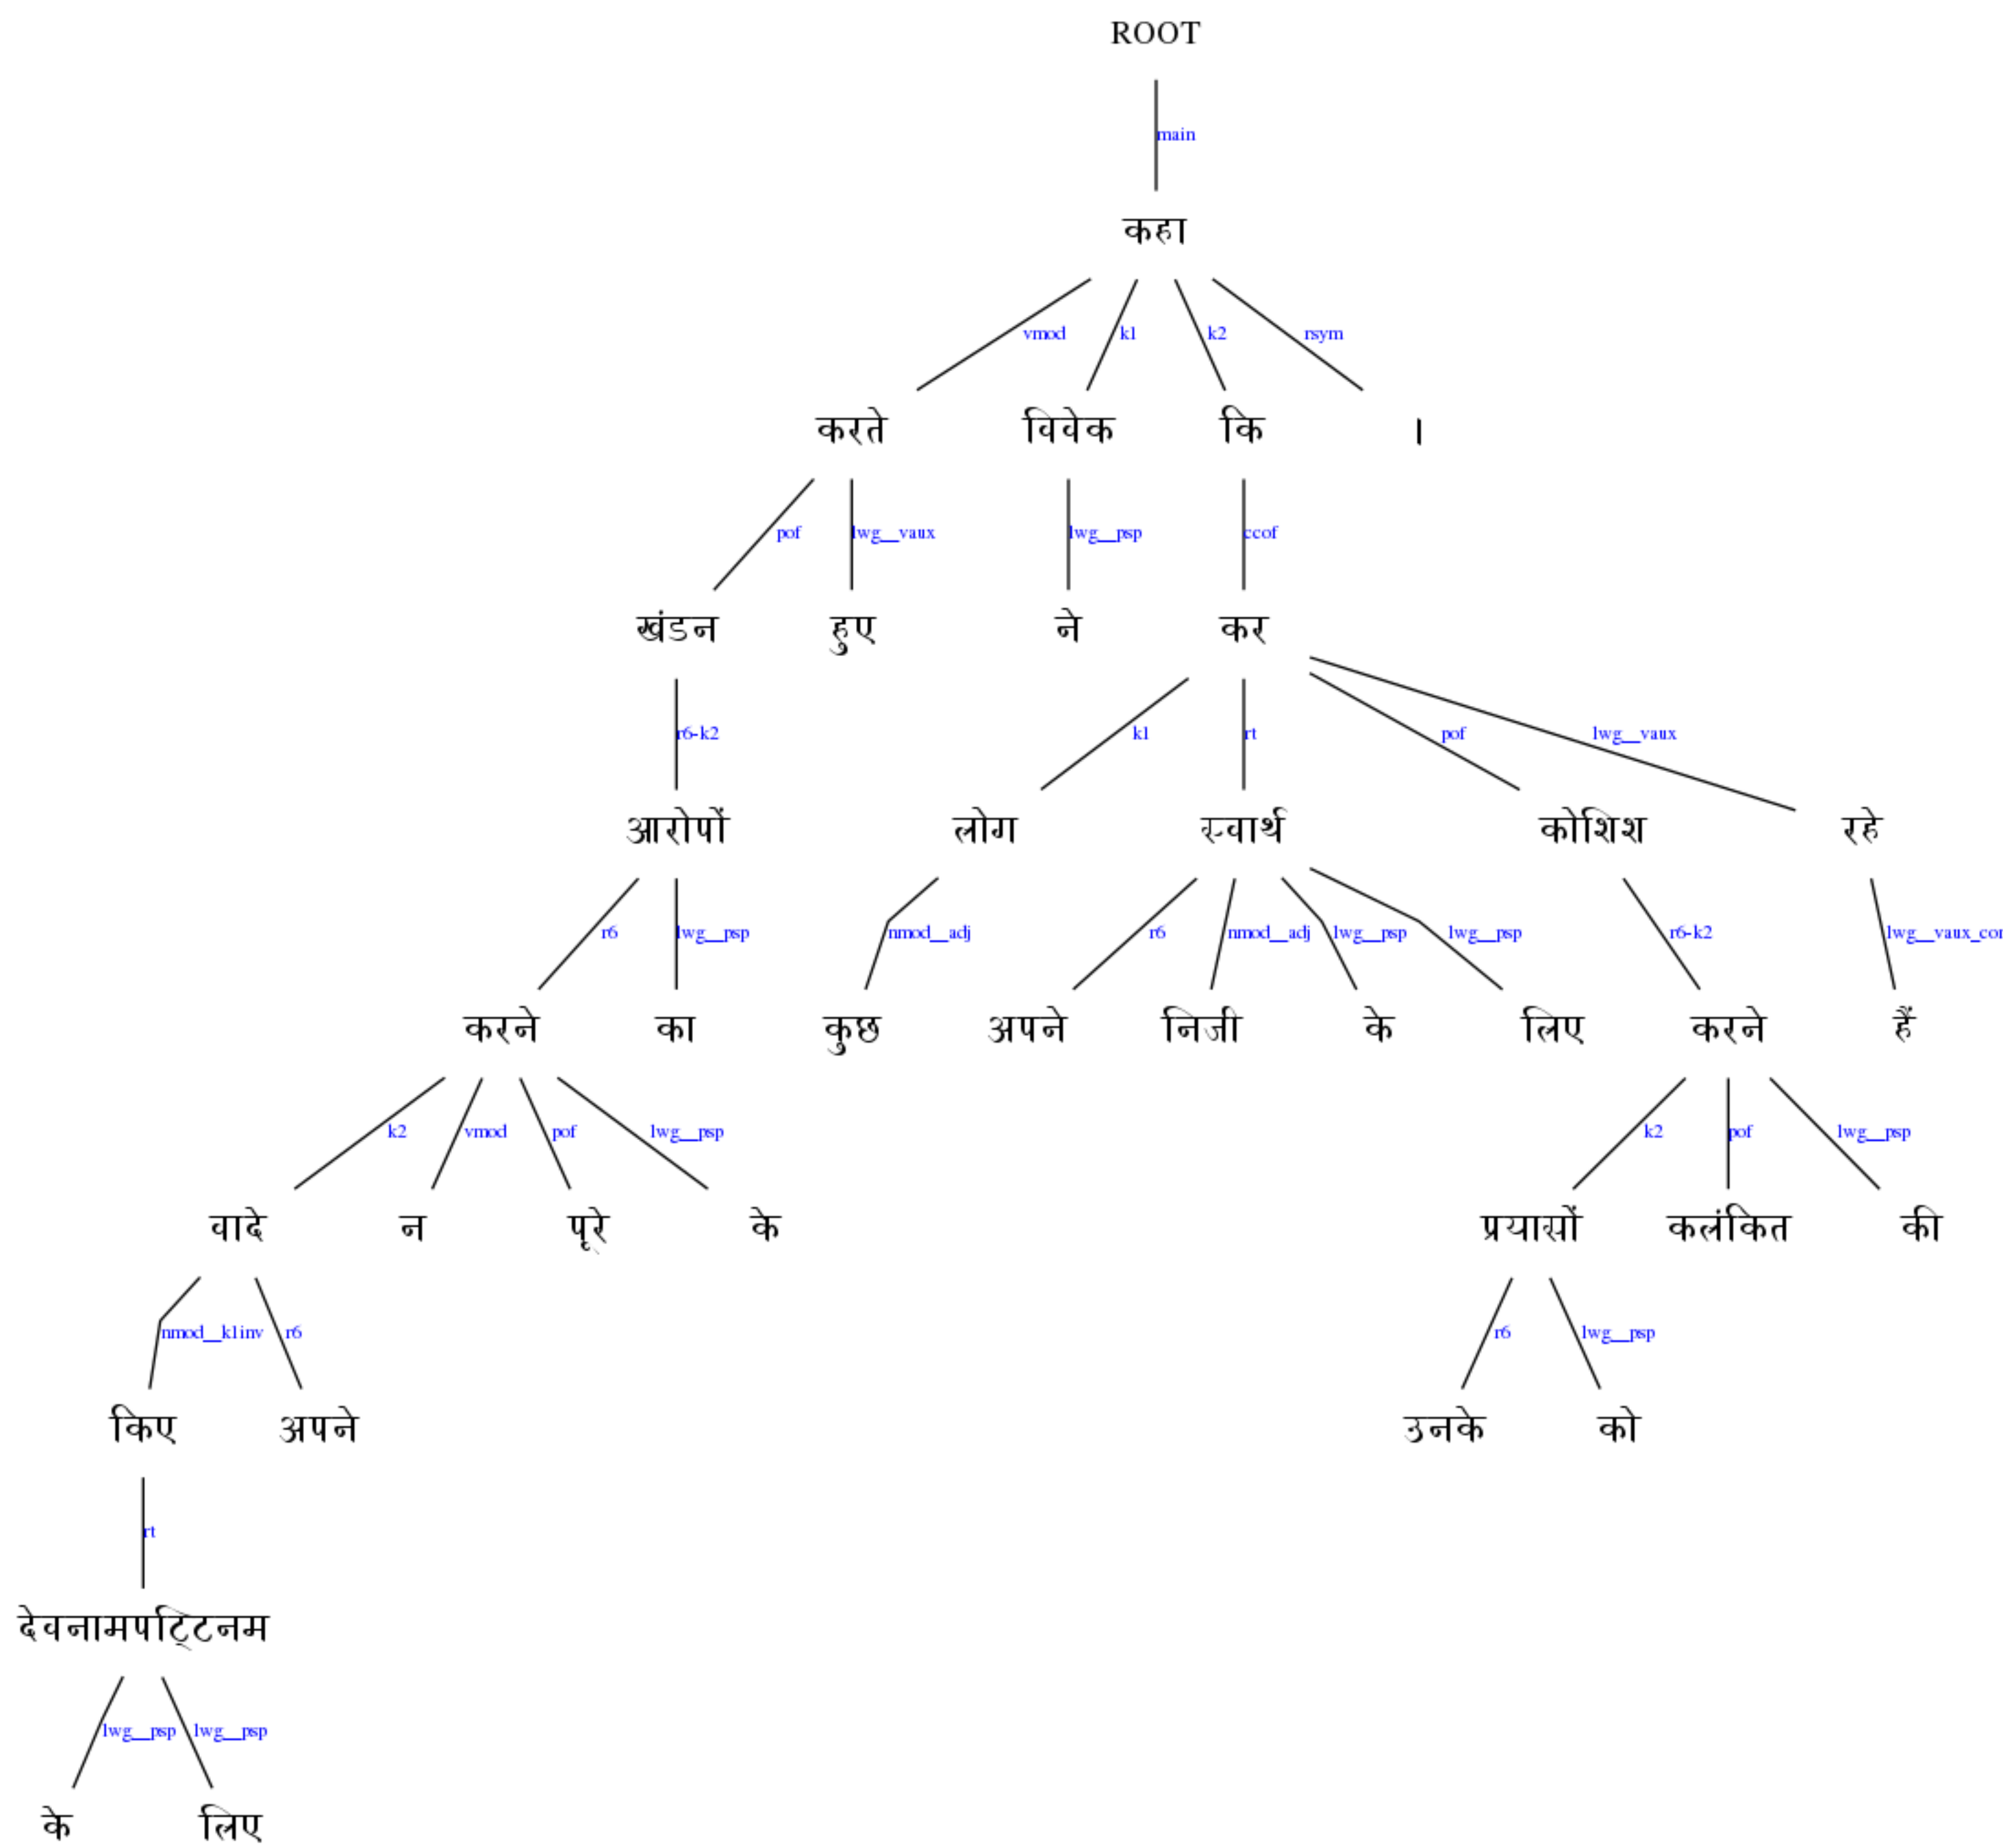 ROOT
main
कहा
vmod k1 k2 rsym
करते विवेक कि ।
pof lwg__vaux lwg__psp ccof
खंडन हुए ने कर
r6-k2 k1 rt pof lwg__vaux
आरोपों लोग स्वार्थ कोशिश रहे
r6 lwg__psp nmod__adj r6 nmod__adj lwg__psp lwg__psp r6-k2 lwg__vaux_cor
करने का कुछ अपने निजी के लिए करने हैं
k2 vmod pof lwg__psp k2 pof lwg__psp
वादे न पूरे के प्रयासों कलंकित की
nmod__k1inv r6 r6 lwg__psp
किए अपने उनके को
rt
देवनामपट्टिनम
lwg__psp lwg__psp
के लिए